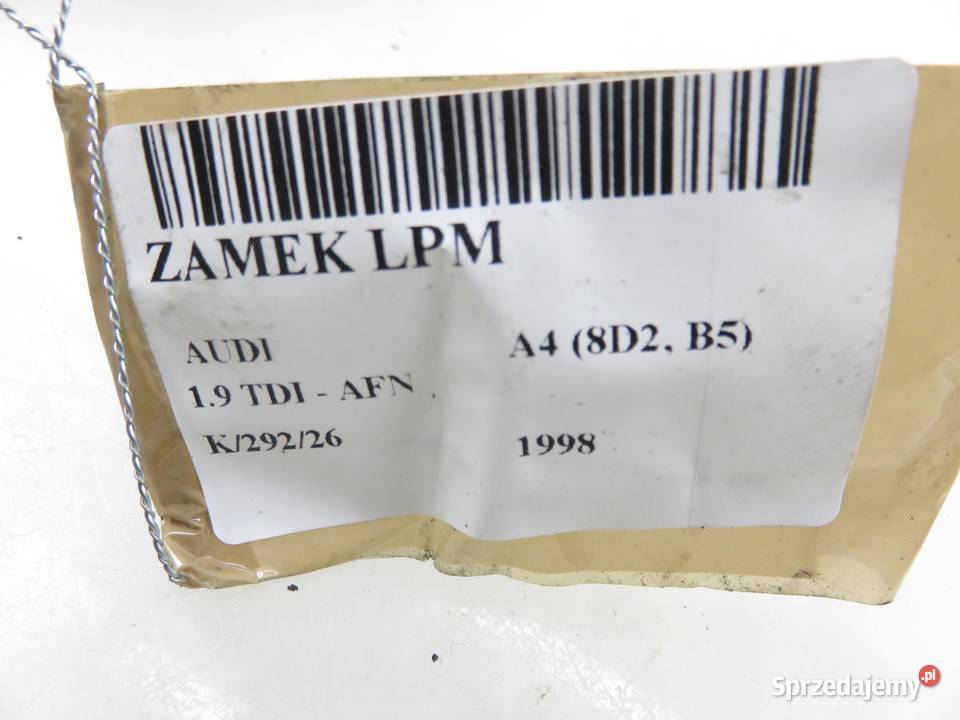 ZAMEK LPM
AUDI A4 (8D2, B5)
1.9 TDI - AFN
K/292/26 1998
Sprzedajemy.pl